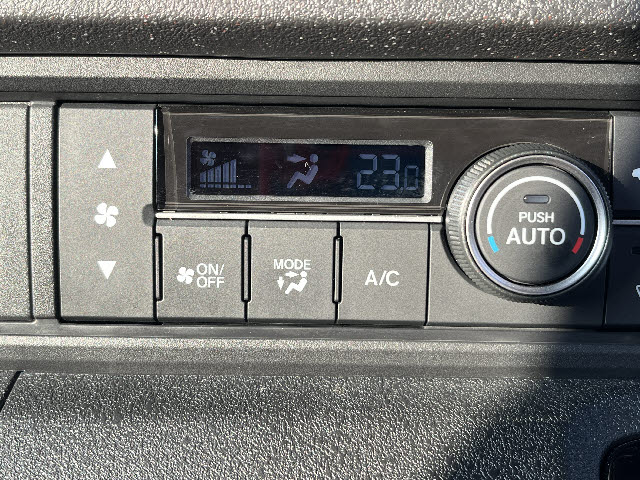 23.0
PUSH
AUTO
ON/
OFF
MODE
A/C